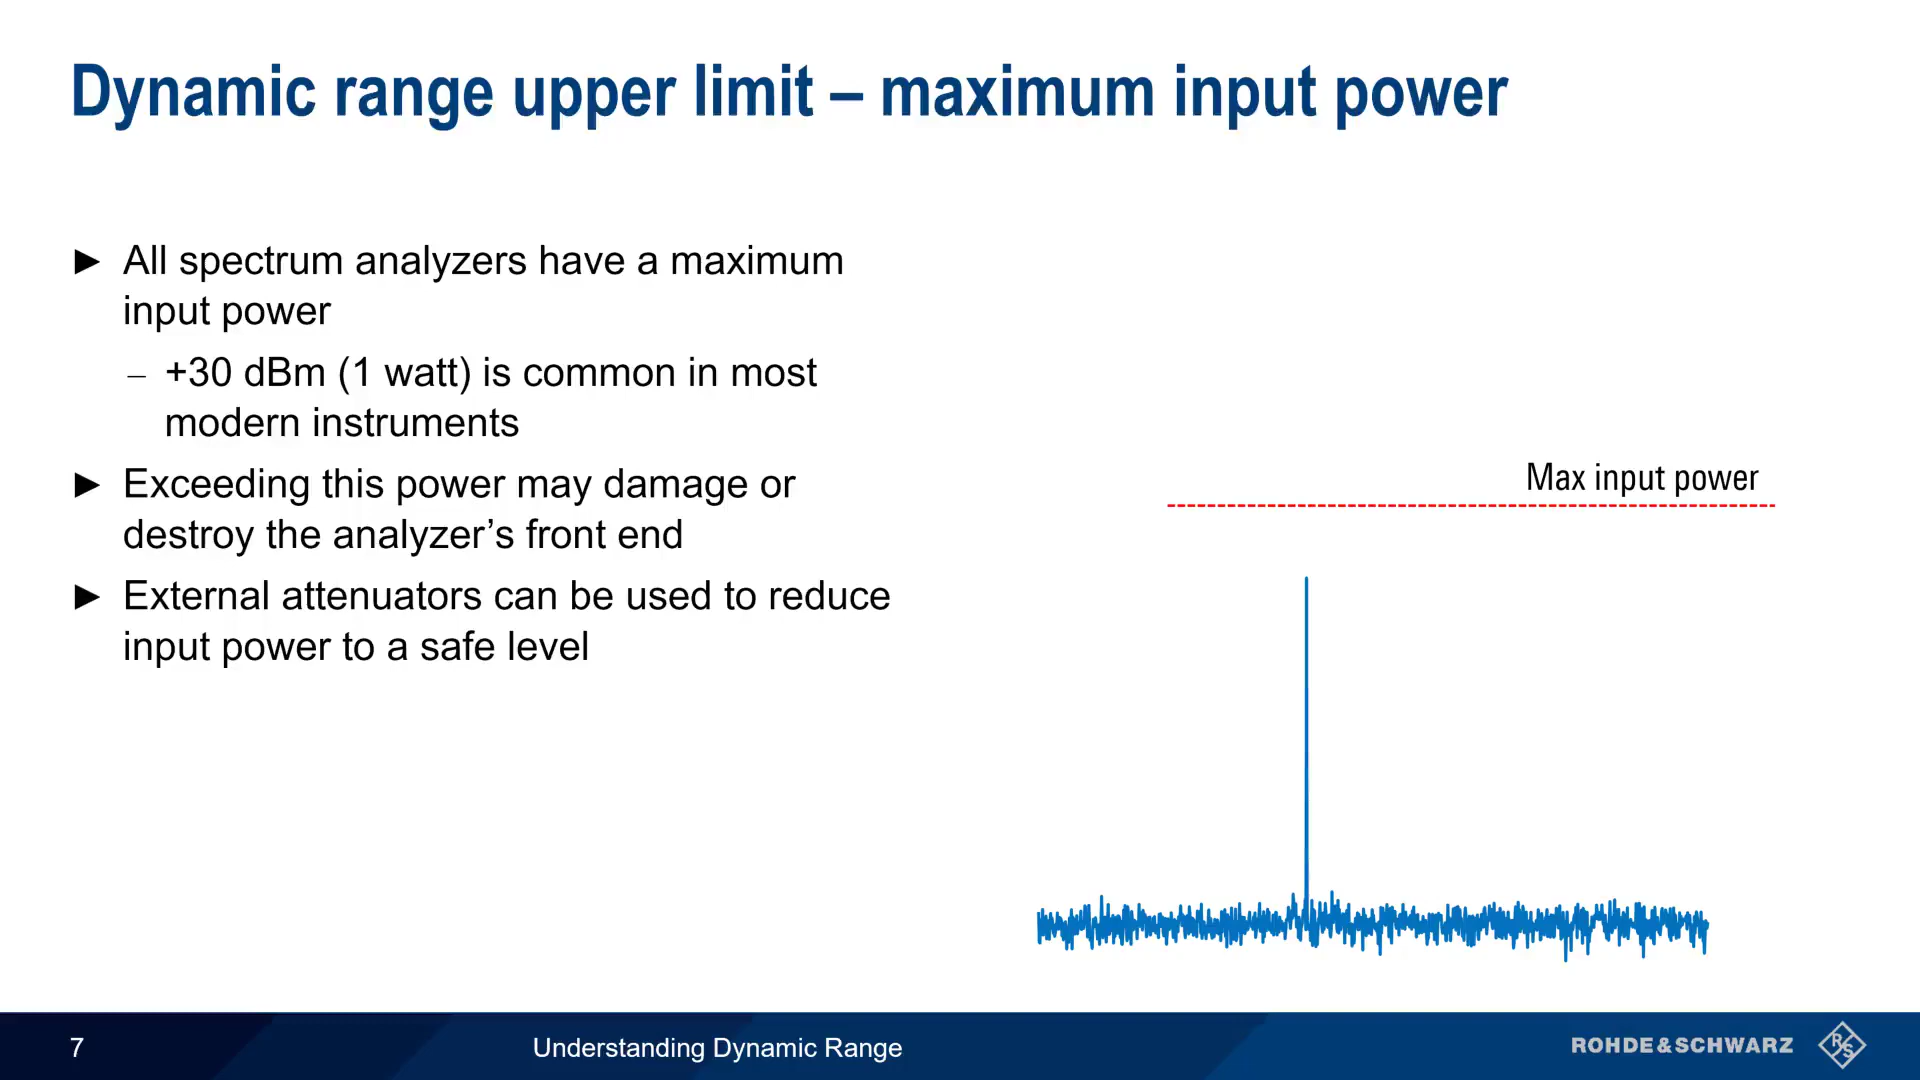 Dynamic range upper limit – maximum input power
► All spectrum analyzers have a maximum
input power
– +30 dBm (1 watt) is common in most
modern instruments
► Exceeding this power may damage or
destroy the analyzer’s front end
► External attenuators can be used to reduce
input power to a safe level
Max input power
7
Understanding Dynamic Range
ROHDE&SCHWARZ
R&S